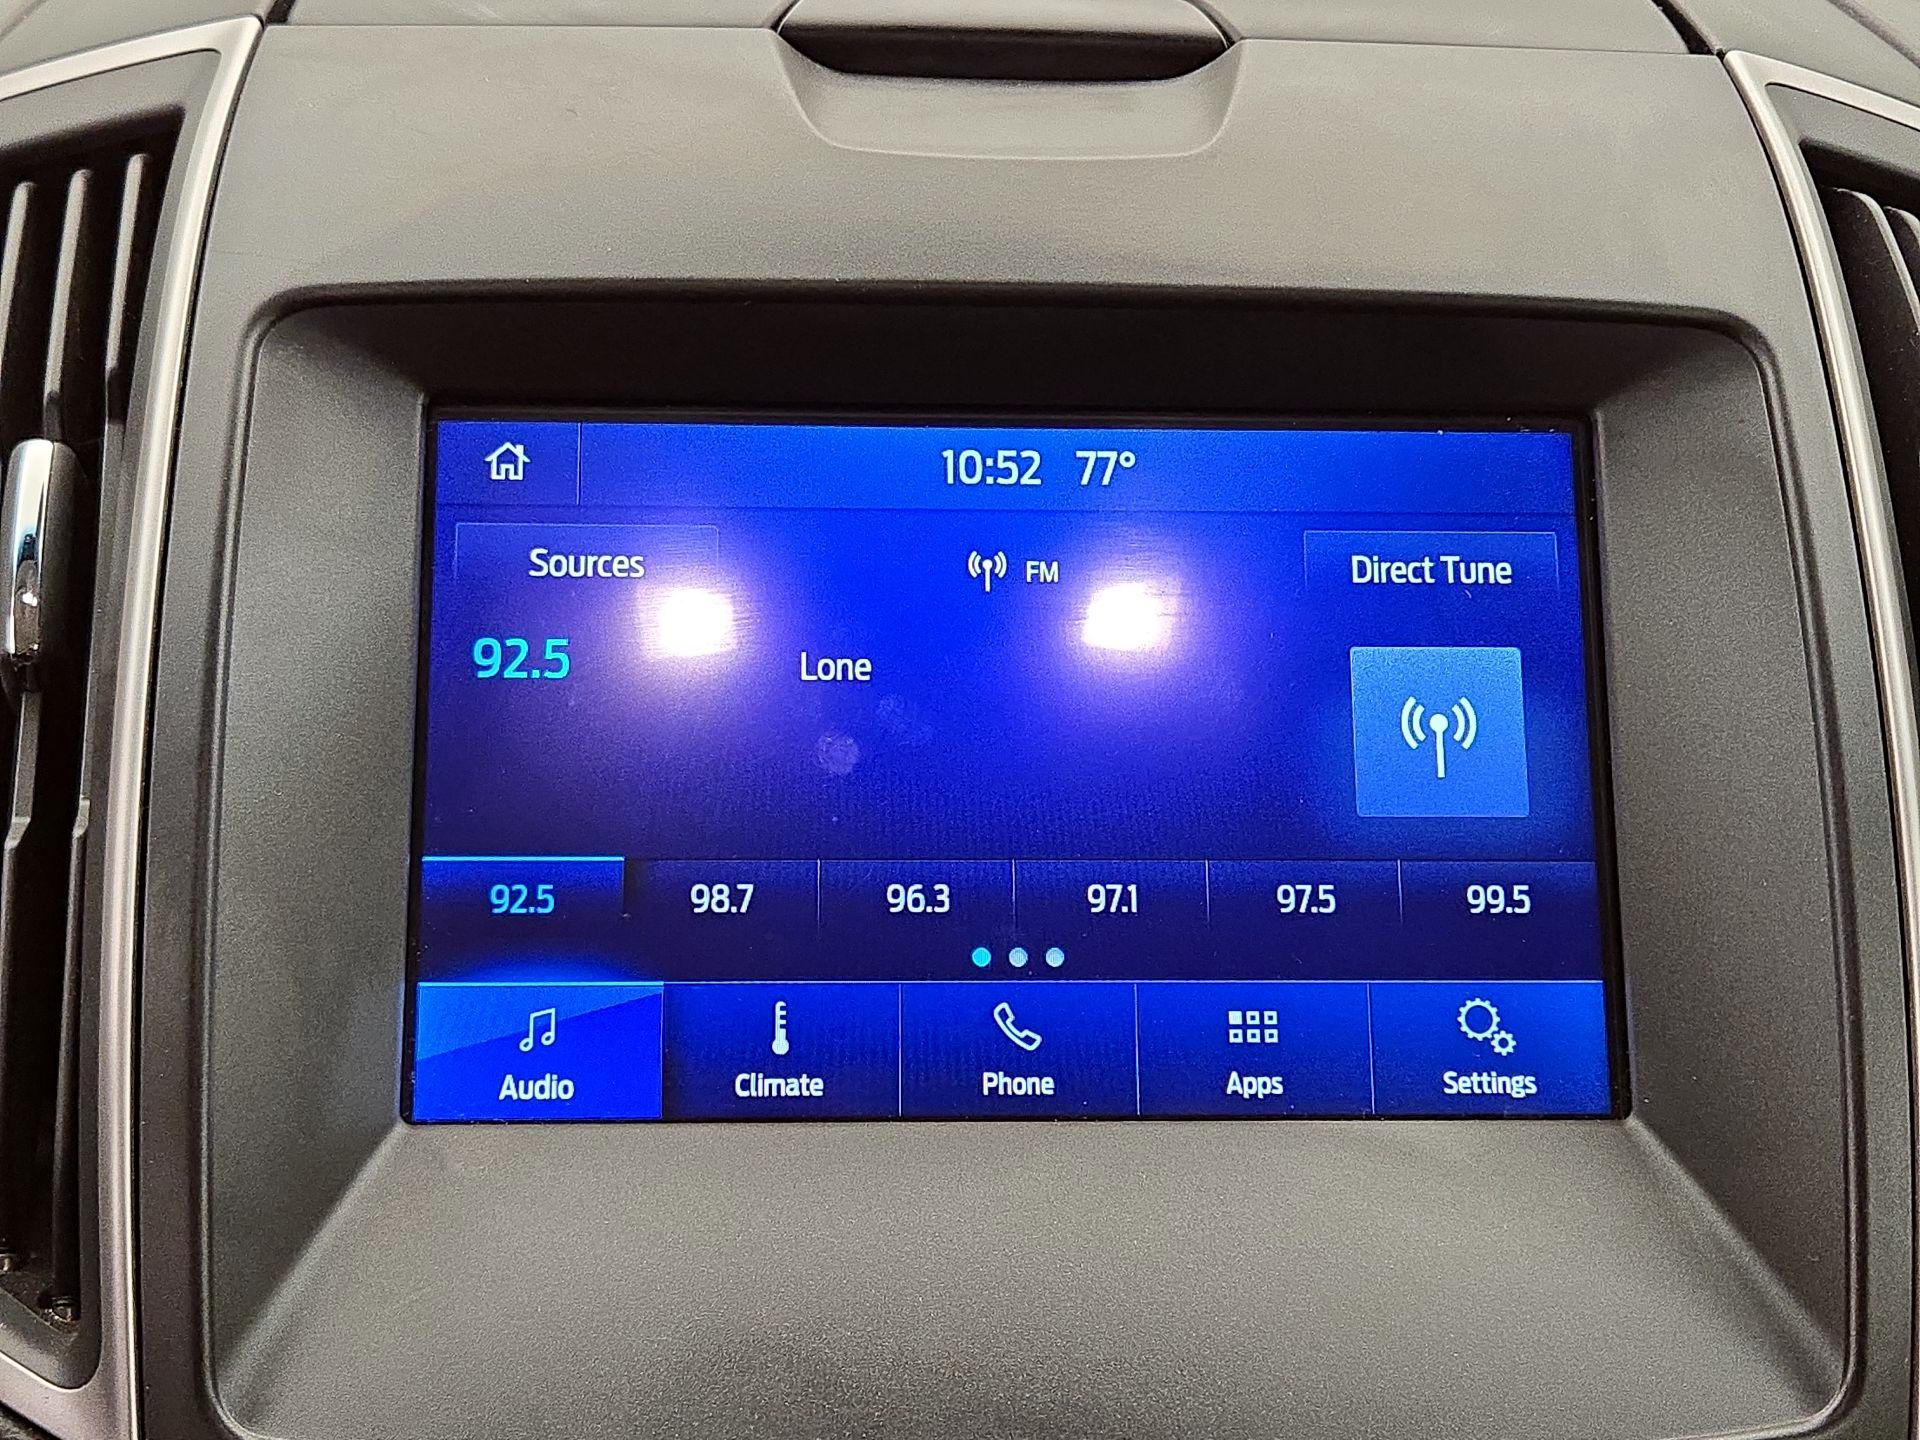 10:52 77°
Sources FM Direct Tune
92.5 Lone
92.5 98.7 96.3 97.1 97.5 99.5
Audio Climate Phone Apps Settings